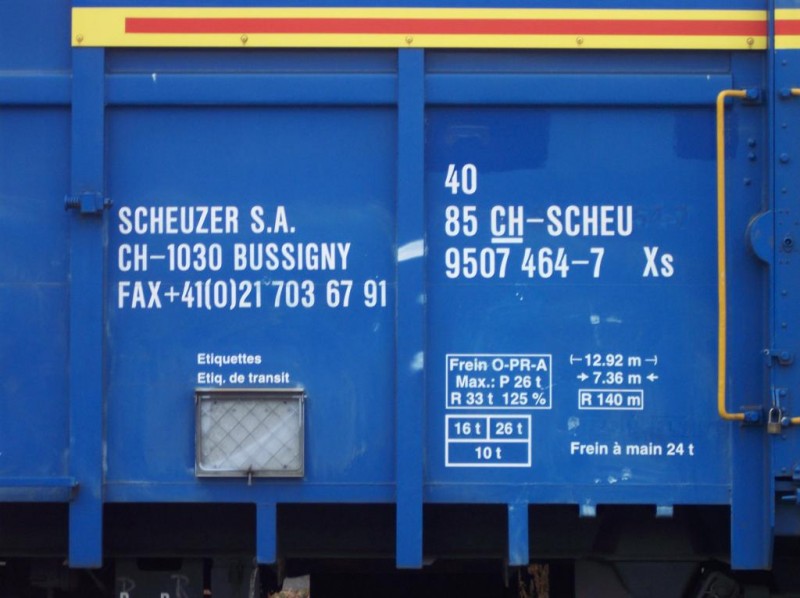 SCHEUZER S.A.
CH-1030 BUSSIGNY
FAX+41(0)21 703 67 91
Etiquettes
Etiq. de transit
40
85 CH-SCHEU
9507 464-7 Xs
Frein O-PR-A
Max.: P 26 t
R 33 t 125 %
16 t 26 t
10 t
12.92 m
7.36 m
R 140 m
Frein à main 24 t
R R